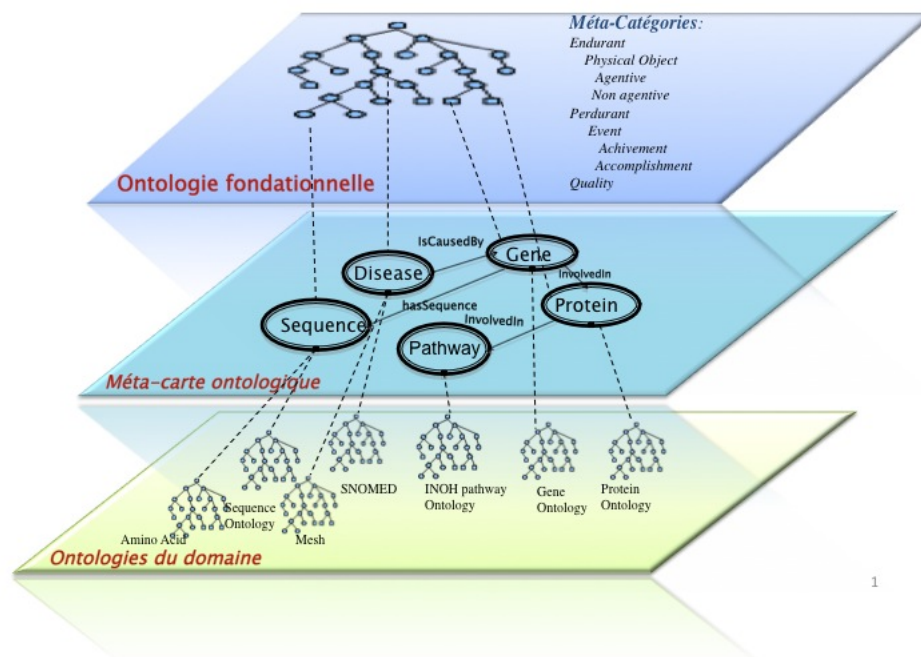 Méta-Catégories:
Endurant
Physical Object
Agentive
Non agentive
Perdurant
Event
Achivement
Accomplishment
Quality
Ontologie fondationnelle
IsCausedBy
Gene
Disease
InvolvedIn
hasSequence
Protein
Sequence
InvolvedIn
Pathway
Méta-carte ontologique
SNOMED
INOH pathway
Ontology
Gene
Ontology
Protein
Ontology
Sequence
Ontology
Amino Acid
Mesh
Ontologies du domaine
1